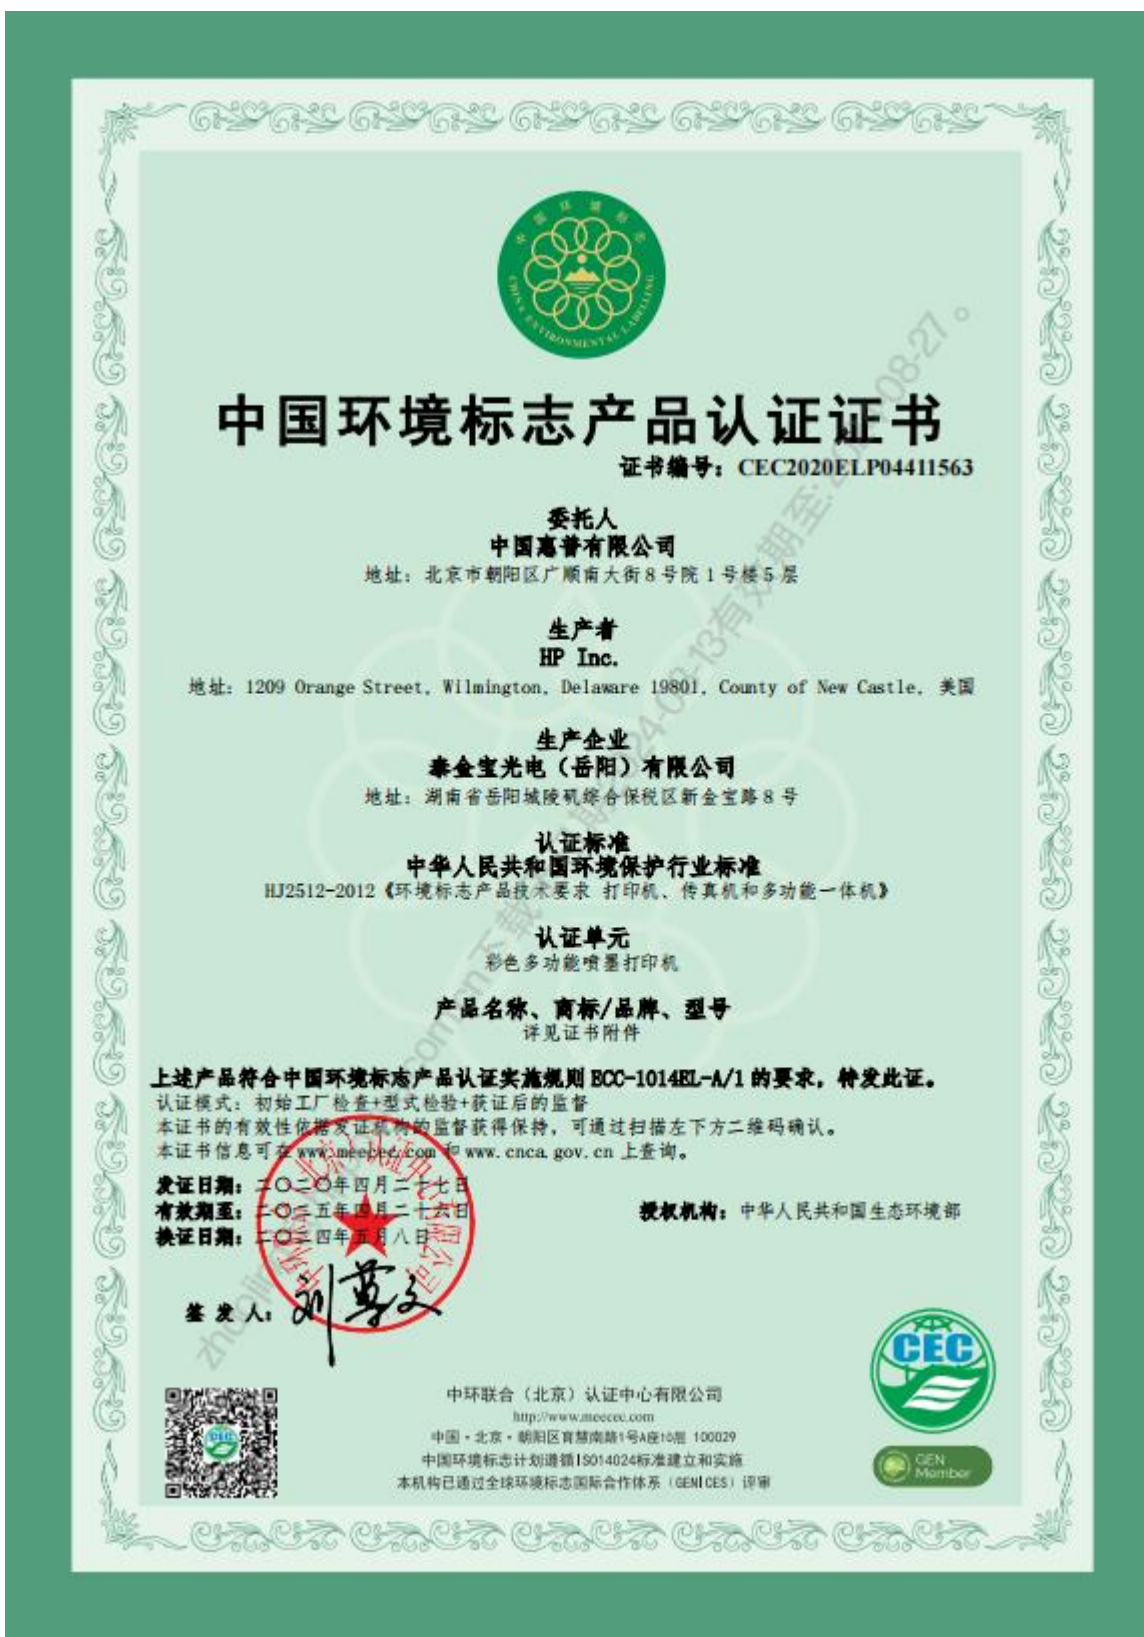 中国环境标志
CHINA ENVIRONMENTAL LABELLING
中国环境标志产品认证证书
证书编号：CEC2020ELP04411563
委托人
中国惠普有限公司
地址：北京市朝阳区广顺南大街8号院1号楼5层
生产者
HP Inc.
地址：1209 Orange Street, Wilmington, Delaware 19801, County of New Castle, 美国
生产企业
泰金宝光电（岳阳）有限公司
地址：湖南省岳阳城陵矶综合保税区新金宝路8号
认证标准
中华人民共和国环境保护行业标准
HJ2512-2012《环境标志产品技术要求 打印机、传真机和多功能一体机》
认证单元
彩色多功能喷墨打印机
产品名称、商标/品牌、型号
详见证书附件
上述产品符合中国环境标志产品认证实施规则 ECC-1014EL-A/1 的要求，特发此证。
认证模式：初始工厂检查+型式检验+获证后的监督
本证书的有效性依据发证机构的监督获得保持，可通过扫描左下方二维码确认。
本证书信息可在 www.meecec.com 和 www.cnca.gov.cn 上查询。
发证日期：二〇二〇年四月二十七日
有效期至：二〇二五年四月二十六日
授权机构：中华人民共和国生态环境部
换证日期：二〇二四年五月八日
签发人：刘尊文
CEC
中环联合（北京）认证中心有限公司
http://www.meecec.com
中国·北京·朝阳区育慧南路1号A座10层 100029
中国环境标志计划遵循ISO14024标准建立和实施
本机构已通过全球环境标志国际合作体系（GENICES）评审
CEC
GEN
Member